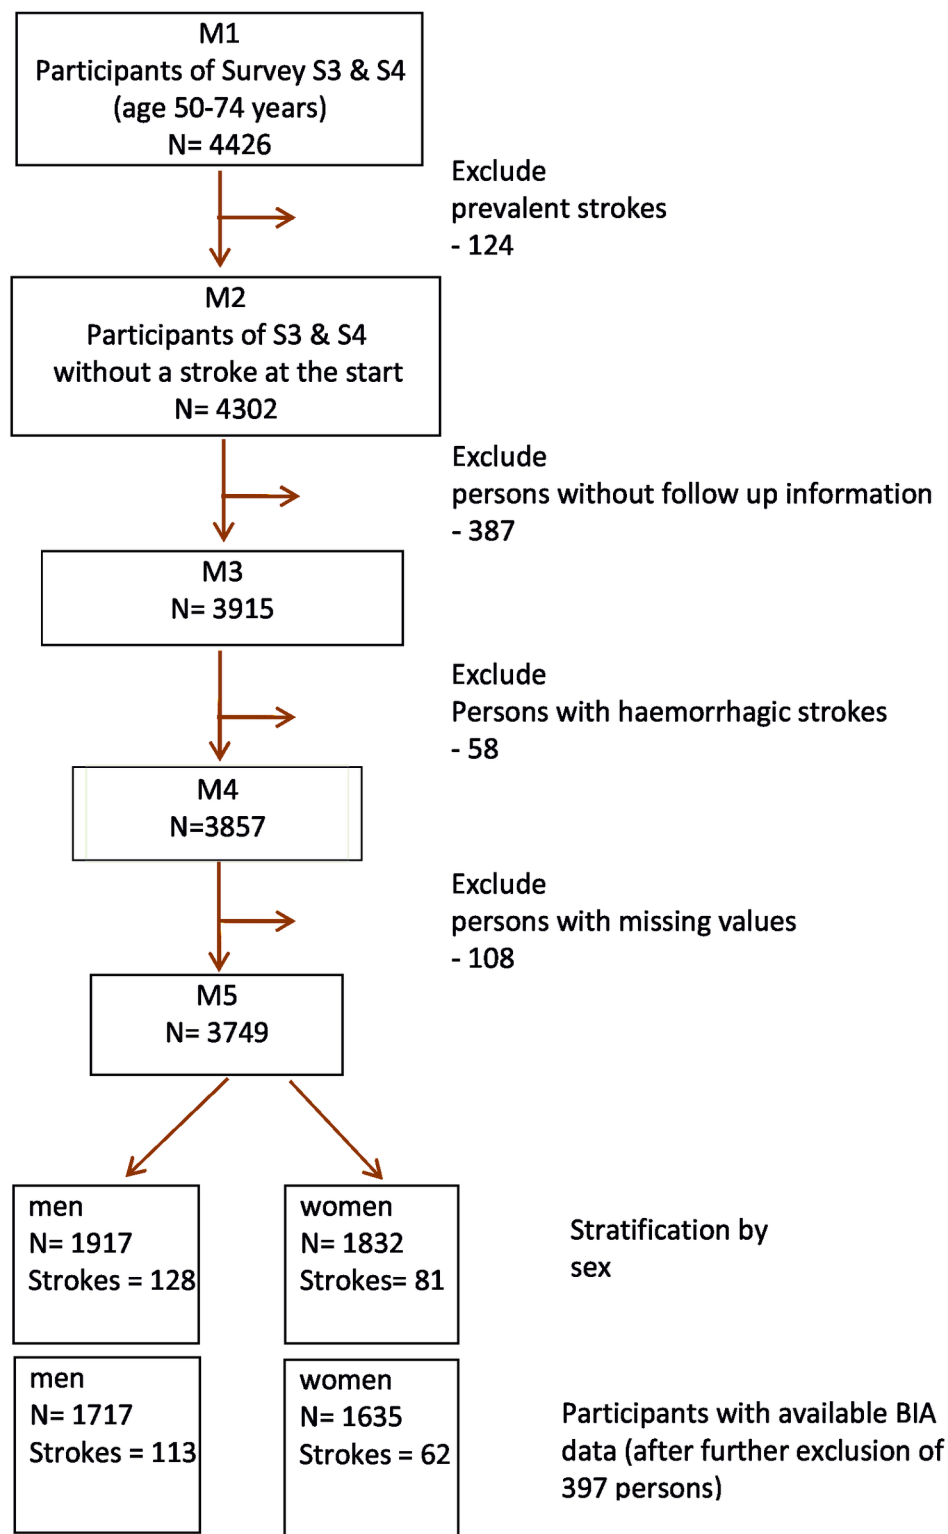 M1
Participants of Survey S3 & S4
(age 50-74 years)
N= 4426
Exclude
prevalent strokes
- 124
M2
Participants of S3 & S4
without a stroke at the start
N= 4302
Exclude
persons without follow up information
- 387
M3
N= 3915
Exclude
Persons with haemorrhagic strokes
- 58
M4
N=3857
Exclude
persons with missing values
- 108
M5
N= 3749
men
N= 1917
Strokes = 128
women
N= 1832
Strokes= 81
Stratification by
sex
men
N= 1717
Strokes = 113
women
N= 1635
Strokes = 62
Participants with available BIA
data (after further exclusion of
397 persons)